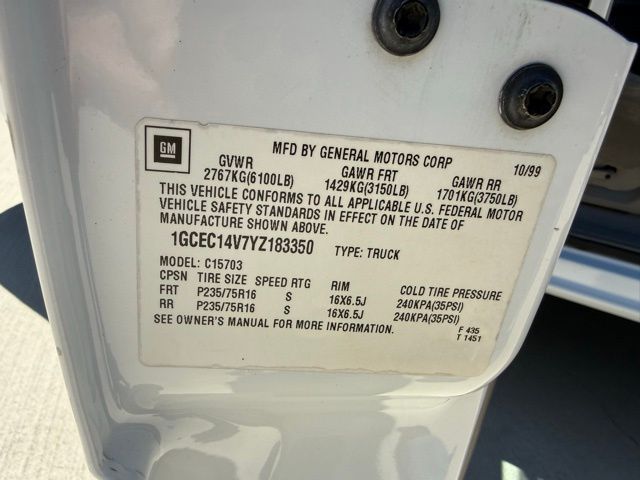 GM
MFD BY GENERAL MOTORS CORP 10/99
GVWR GAWR FRT GAWR RR
2767KG(6100LB) 1429KG(3150LB) 1701KG(3750LB)
THIS VEHICLE CONFORMS TO ALL APPLICABLE U.S. FEDERAL MOTOR
VEHICLE SAFETY STANDARDS IN EFFECT ON THE DATE OF
MANUFACTURE SHOWN ABOVE.
1GCEC14V7YZ183350 TYPE: TRUCK
MODEL: C15703
CPSN TIRE SIZE SPEED RTG RIM COLD TIRE PRESSURE
FRT P235/75R16 S 16X6.5J 240KPA(35PSI)
RR P235/75R16 S 16X6.5J 240KPA(35PSI)
SEE OWNER'S MANUAL FOR MORE INFORMATION.
F 435
T 1451